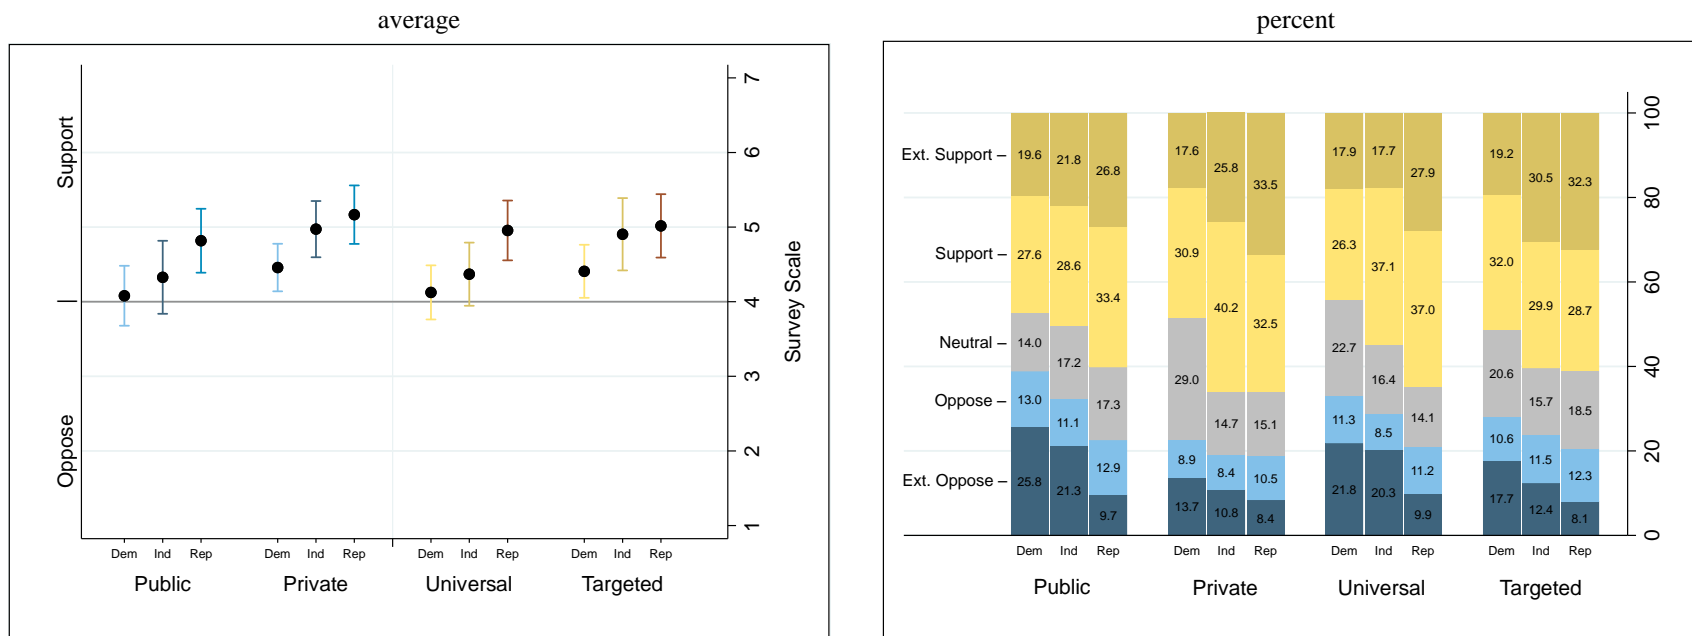 average
Support
|
Oppose
7
6
5
4
3
2
1
Survey Scale
Dem Ind Rep Dem Ind Rep Dem Ind Rep Dem Ind Rep
Public Private Universal Targeted
percent
Ext. Support –
Support –
Neutral –
Oppose –
Ext. Oppose –
19.6 21.8 26.8 17.6 25.8 33.5 17.9 17.7 27.9 19.2 30.5 32.3
27.6 28.6 33.4 30.9 40.2 32.5 26.3 37.1 37.0 32.0 29.9 28.7
14.0 17.2 17.3 29.0 14.7 15.1 22.7 16.4 14.1 20.6 15.7 18.5
13.0 11.1 12.9 8.9 8.4 10.5 11.3 8.5 11.2 10.6 11.5 12.3
25.8 21.3 9.7 13.7 10.8 8.4 21.8 20.3 9.9 17.7 12.4 8.1
100
80
60
40
20
0
Dem Ind Rep Dem Ind Rep Dem Ind Rep Dem Ind Rep
Public Private Universal Targeted